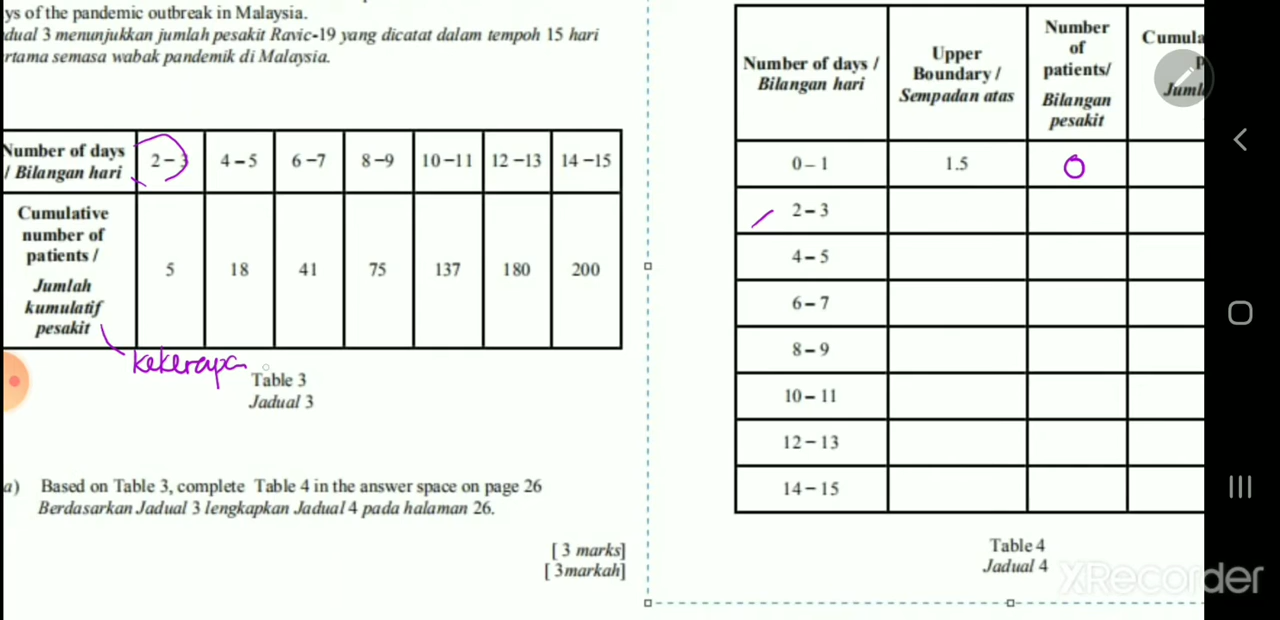 ys of the pandemic outbreak in Malaysia.
dual 3 menunjukkan jumlah pesakit Ravic-19 yang dicatat dalam tempoh 15 hari
rtama semasa wabak pandemik di Malaysia.
Number of days / Bilangan hari 2 – 3 4 – 5 6 – 7 8 – 9 10 – 11 12 – 13 14 – 15
Cumulative number of patients / Jumlah kumulatif pesakit 5 18 41 75 137 180 200
kekerapan
Table 3
Jadual 3
a) Based on Table 3, complete Table 4 in the answer space on page 26
Berdasarkan Jadual 3 lengkapkan Jadual 4 pada halaman 26.
[ 3 marks]
[ 3markah]
Number of days / Bilangan hari
Upper Boundary / Sempadan atas
Number of patients/ Bilangan pesakit
Cumula
P
Juml
0 – 1 1.5 0
2 – 3
4 – 5
6 – 7
8 – 9
10 – 11
12 – 13
14 – 15
Table 4
Jadual 4
XRecorder